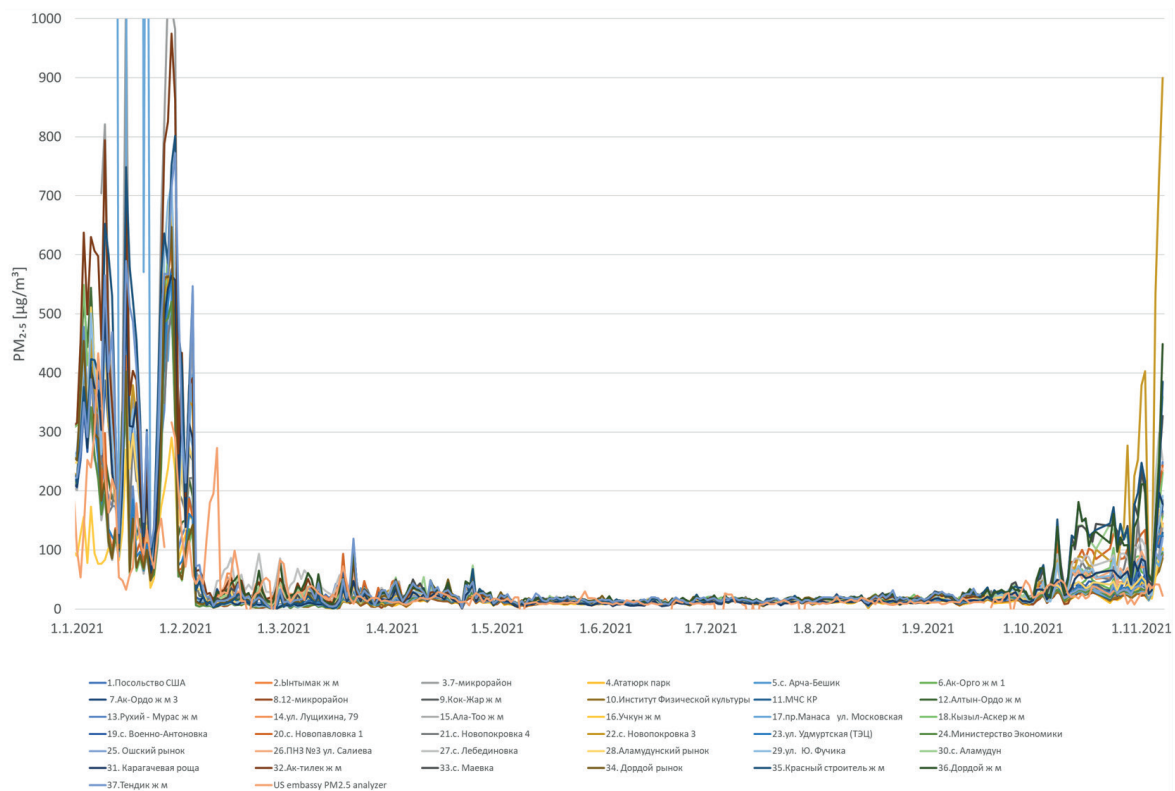 1000
900
800
700
600
500
400
300
200
100
0
PM₂.₅ [µg/m³]
1.1.2021 1.2.2021 1.3.2021 1.4.2021 1.5.2021 1.6.2021 1.7.2021 1.8.2021 1.9.2021 1.10.2021 1.11.2021
1.Посольство США 2.Ынтымак ж м 3.7-микрорайон 4.Ататюрк парк 5.с. Арча-Бешик 6.Ак-Орго ж м 1
7.Ак-Ордо ж м 3 8.12-микрорайон 9.Кок-Жар ж м 10.Институт Физической культуры 11.МЧС КР 12.Алтын-Ордо ж м
13.Рухий - Мурас ж м 14.ул. Лущихина, 79 15.Ала-Тоо ж м 16.Учкун ж м 17.пр.Манаса ул. Московская 18.Кызыл-Аскер ж м
19.с. Военно-Антоновка 20.с. Новопавловка 1 21.с. Новопокровка 4 22.с. Новопокровка 3 23.ул. Удмуртская (ТЭЦ) 24.Министерство Экономики
25. Ошский рынок 26.ПНЗ №3 ул. Салиева 27.с. Лебединовка 28.Аламудунский рынок 29.ул. Ю. Фучика 30.с. Аламудун
31. Карагачевая роща 32.Ак-тилек ж м 33.с. Маевка 34. Дордой рынок 35.Красный строитель ж м 36.Дордой ж м
37.Тендик ж м US embassy PM2.5 analyzer